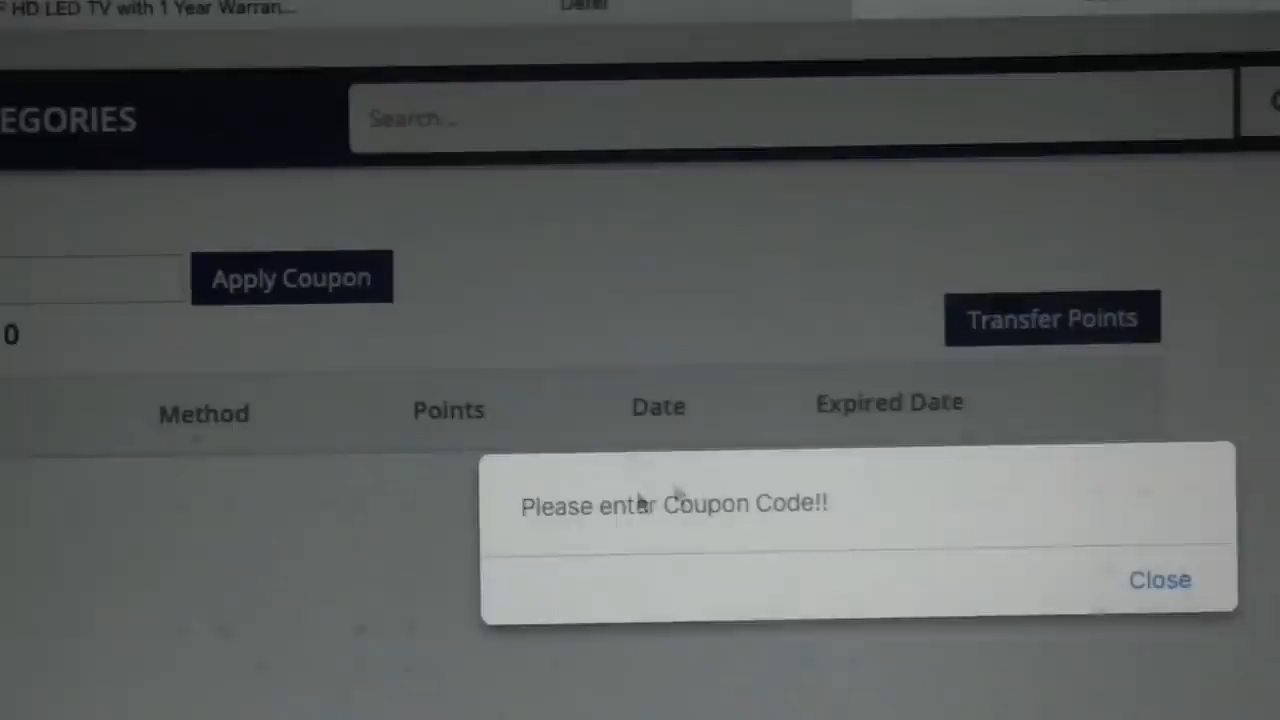 HD LED TV with 1 Year Warran...
EGORIES
Search...
Apply Coupon
0
Transfer Points
Method Points Date Expired Date
Please enter Coupon Code!!
Close